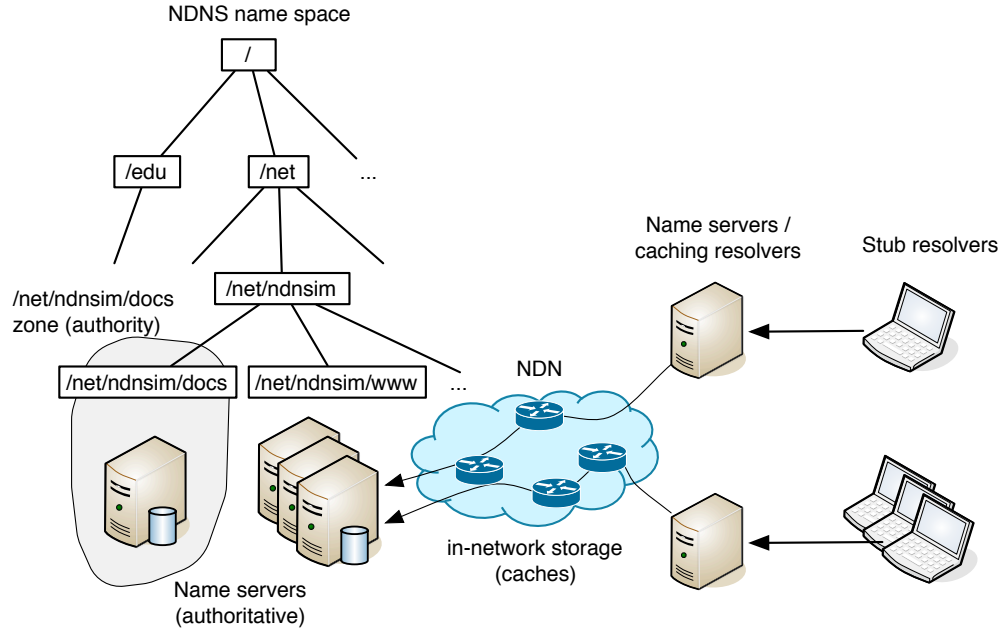 NDNS name space
/
/edu
/net
...
Name servers /
caching resolvers
Stub resolvers
/net/ndnsim
/net/ndnsim/docs
zone (authority)
/net/ndnsim/docs
/net/ndnsim/www
...
NDN
in-network storage
(caches)
Name servers
(authoritative)